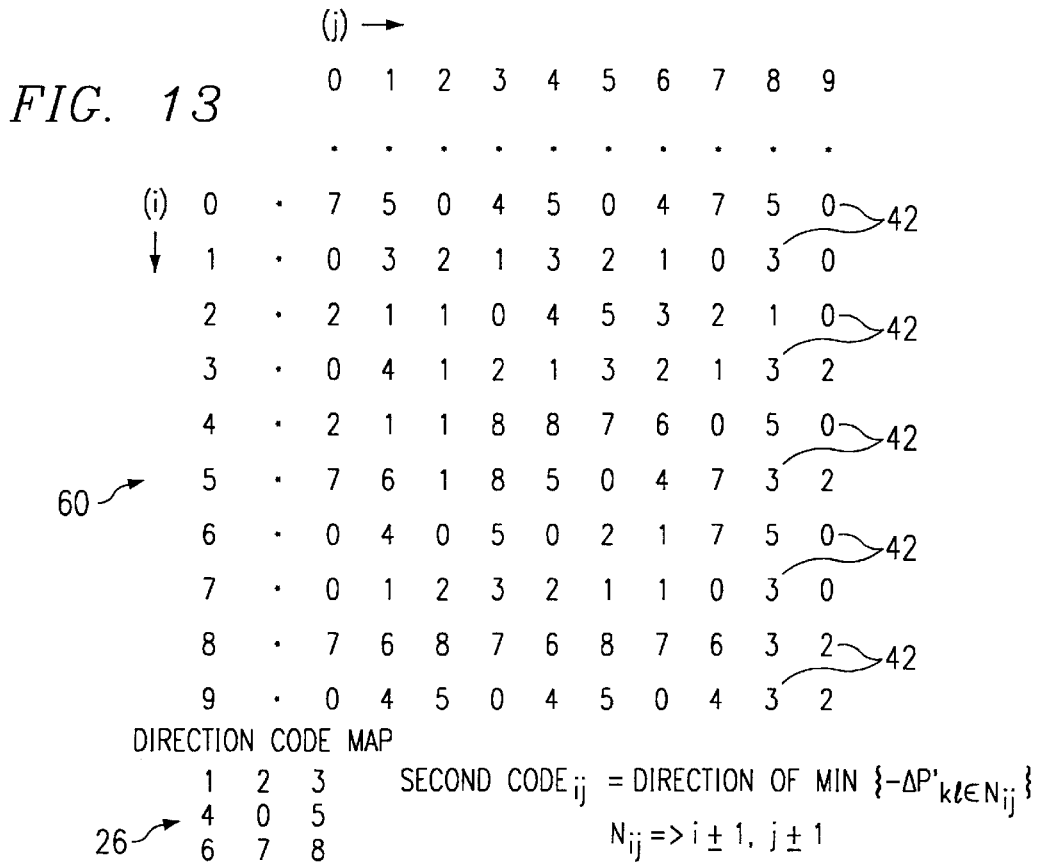 (j) →
FIG. 13
0 1 2 3 4 5 6 7 8 9
. . . . . . . . . .
(i) 0 · 7 5 0 4 5 0 4 7 5 0 42
↓ 1 · 0 3 2 1 3 2 1 0 3 0
2 · 2 1 1 0 4 5 3 2 1 0 42
3 · 0 4 1 2 1 3 2 1 3 2
4 · 2 1 1 8 8 7 6 0 5 0 42
60 5 · 7 6 1 8 5 0 4 7 3 2
6 · 0 4 0 5 0 2 1 7 5 0 42
7 · 0 1 2 3 2 1 1 0 3 0
8 · 7 6 8 7 6 8 7 6 3 2 42
9 · 0 4 5 0 4 5 0 4 3 2
DIRECTION CODE MAP
1 2 3
4 0 5
26 6 7 8
SECOND CODE ij = DIRECTION OF MIN {-ΔP'kℓ∈Nij}
Nij => i ± 1, j ± 1